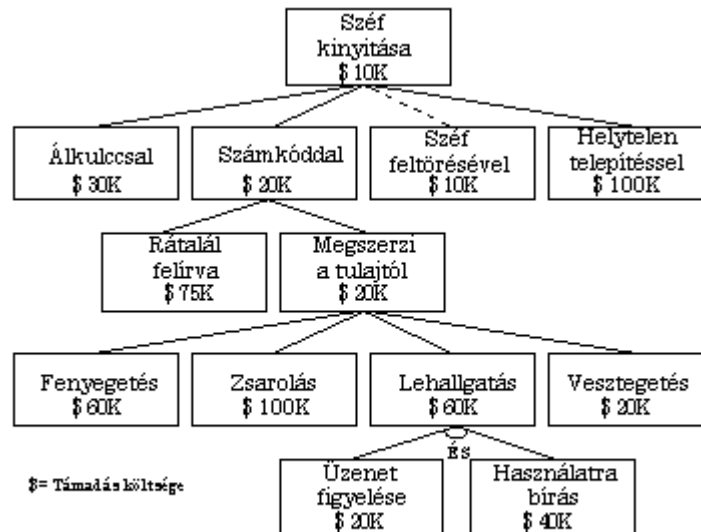 Széf
kinyitása
$ 10K
Álkulccsal
$ 30K
Számkóddal
$ 20K
Széf
feltörésével
$ 10K
Helytelen
telepítéssel
$ 100K
Rátalál
felírva
$ 75K
Megszerzi
a tulajtól
$ 20K
Fenyegetés
$ 60K
Zsarolás
$ 100K
Lehallgatás
$ 60K
Vesztegetés
$ 20K
És
$= Támadás költsége
Üzenet
figyelése
$ 20K
Használatra
bírás
$ 40K